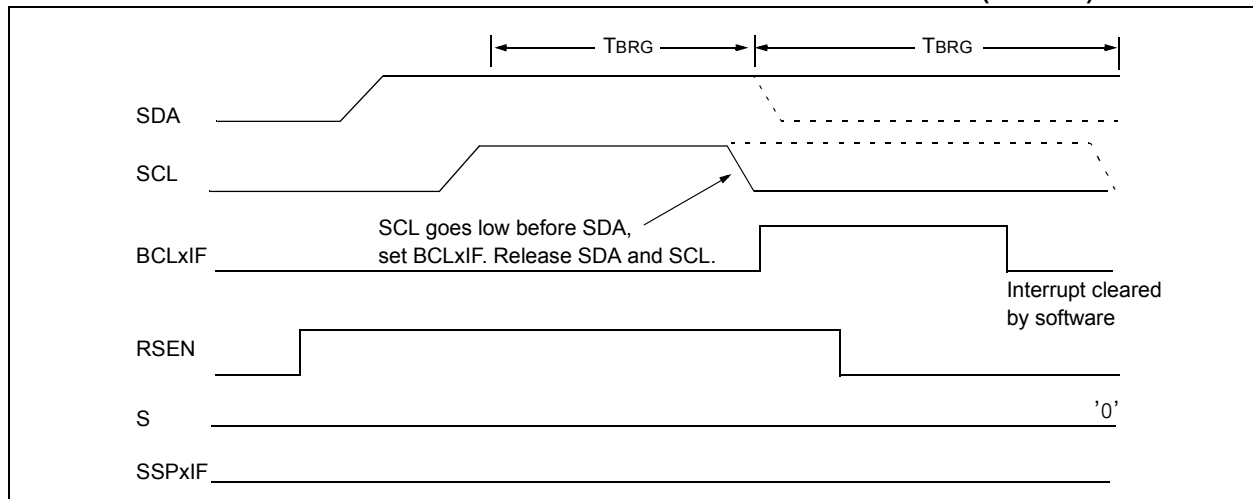 TBRG TBRG
SDA
SCL
SCL goes low before SDA,
set BCLxIF. Release SDA and SCL.
BCLxIF
Interrupt cleared
by software
RSEN
S '0'
SSPxIF